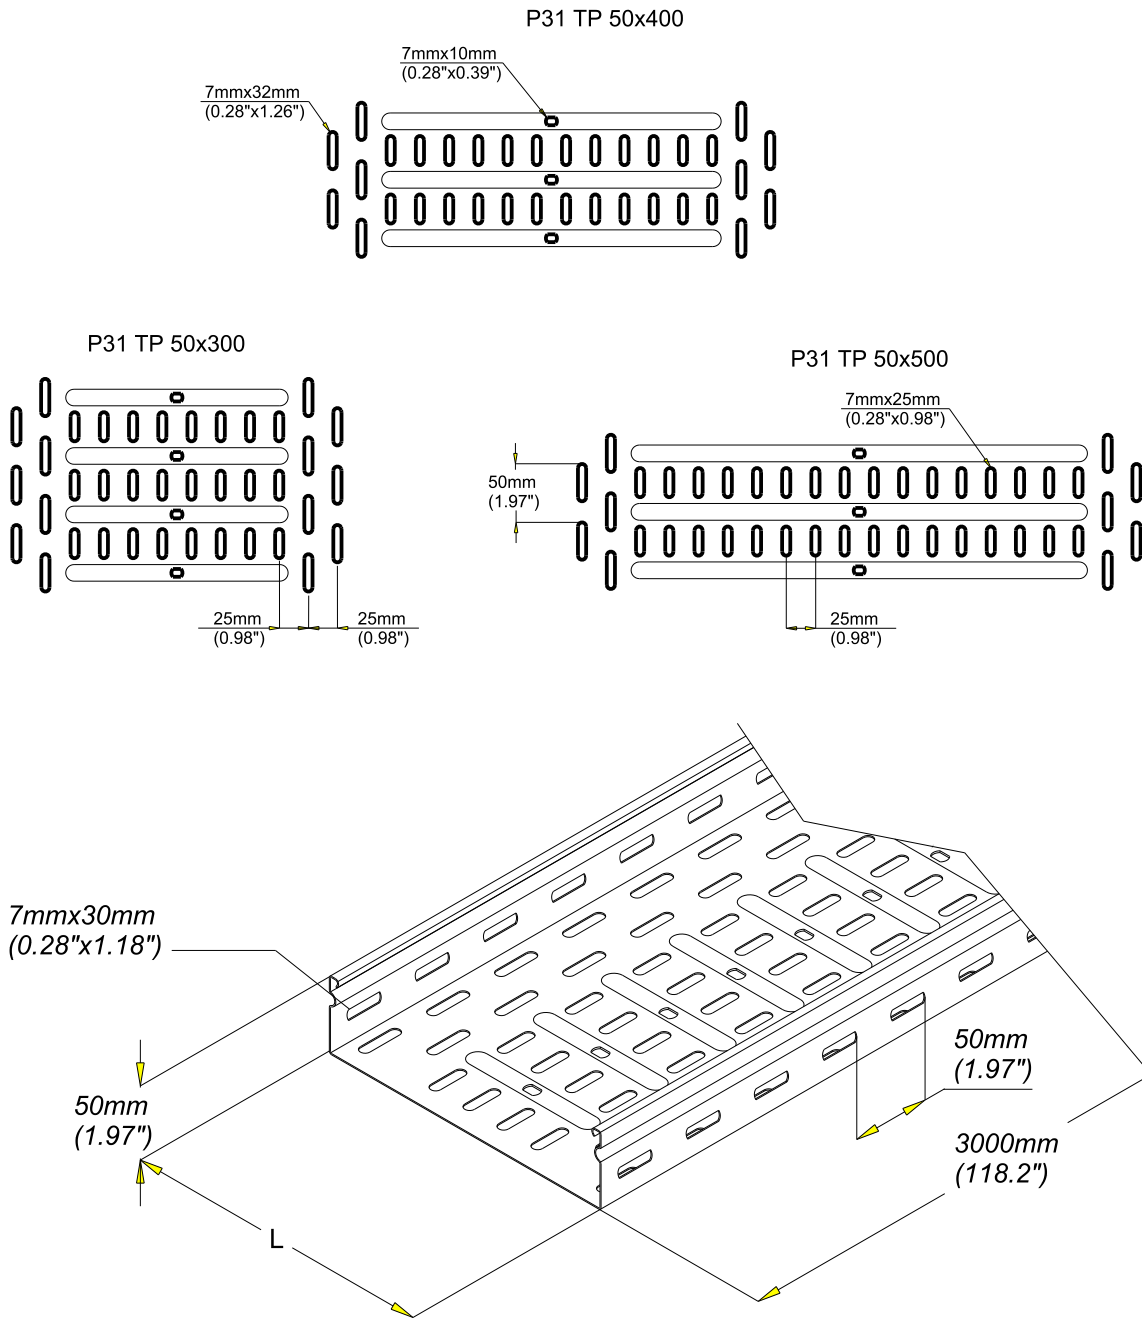 P31 TP 50x400
7mmx10mm
(0.28"x0.39")
7mmx32mm
(0.28"x1.26")
P31 TP 50x300
P31 TP 50x500
7mmx25mm
(0.28"x0.98")
50mm
(1.97")
25mm
(0.98")
25mm
(0.98")
25mm
(0.98")
7mmx30mm
(0.28"x1.18")
50mm
(1.97")
50mm
(1.97")
3000mm
(118.2")
L